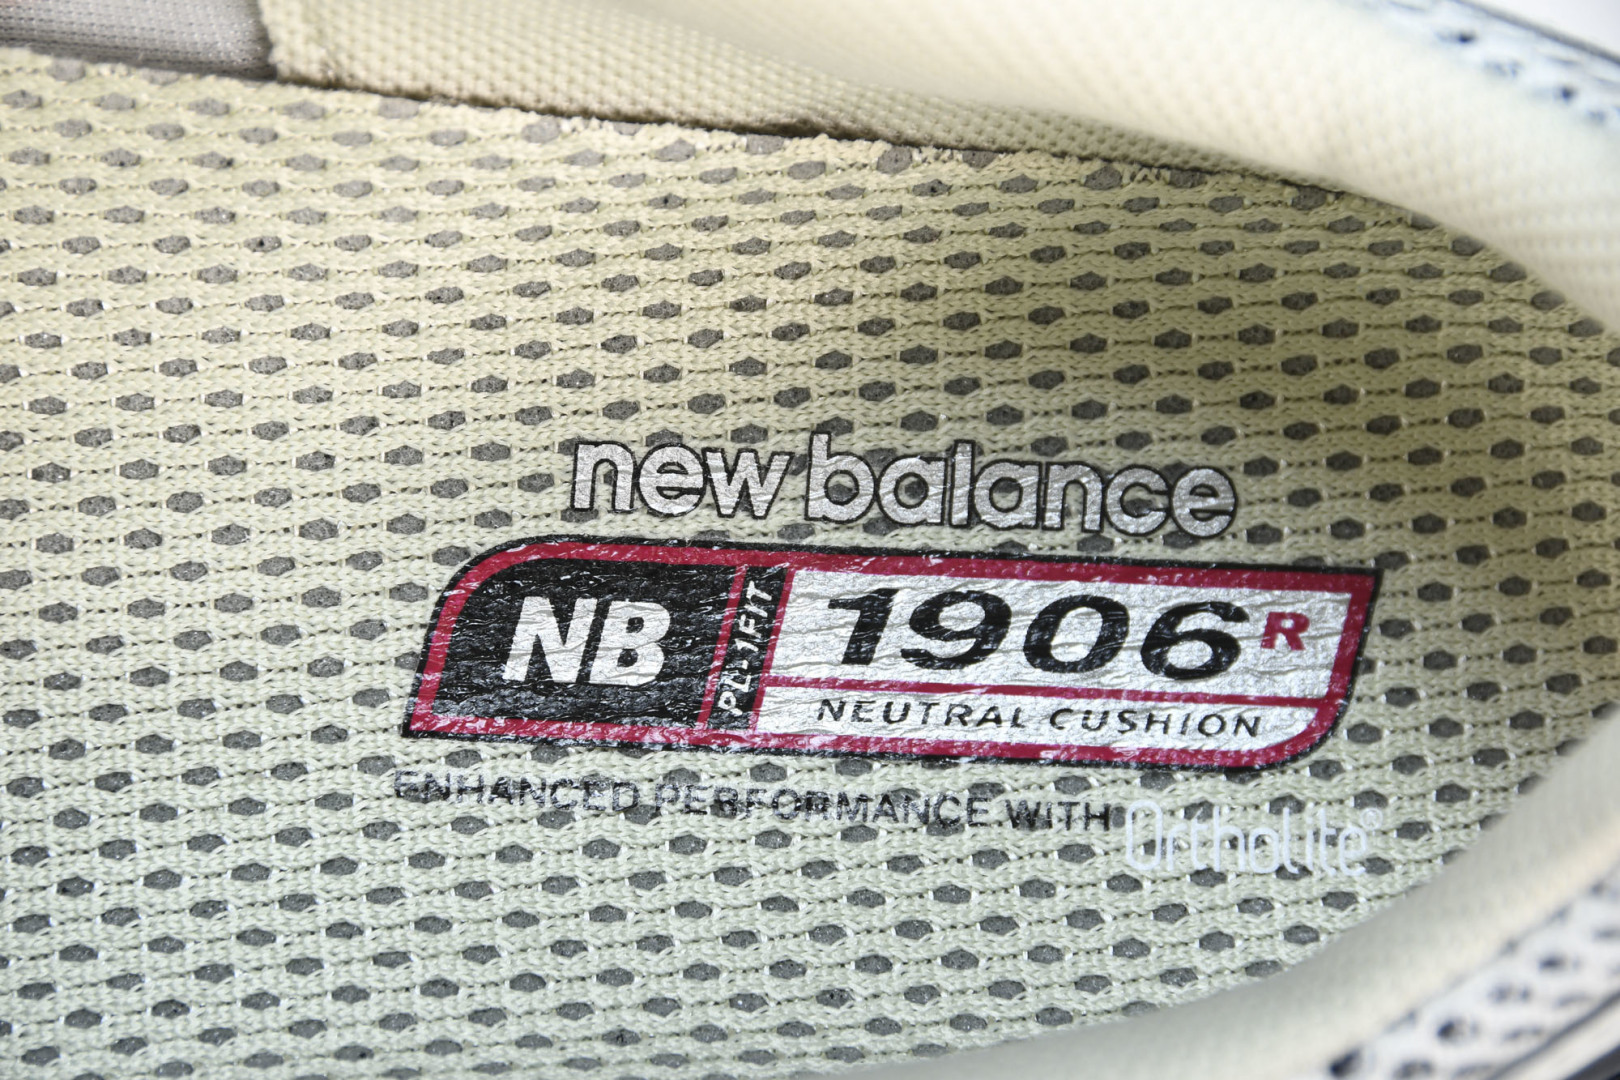 new balance
NB PL-1FIT 1906R
NEUTRAL CUSHION
ENHANCED PERFORMANCE WITH OrthoLite®